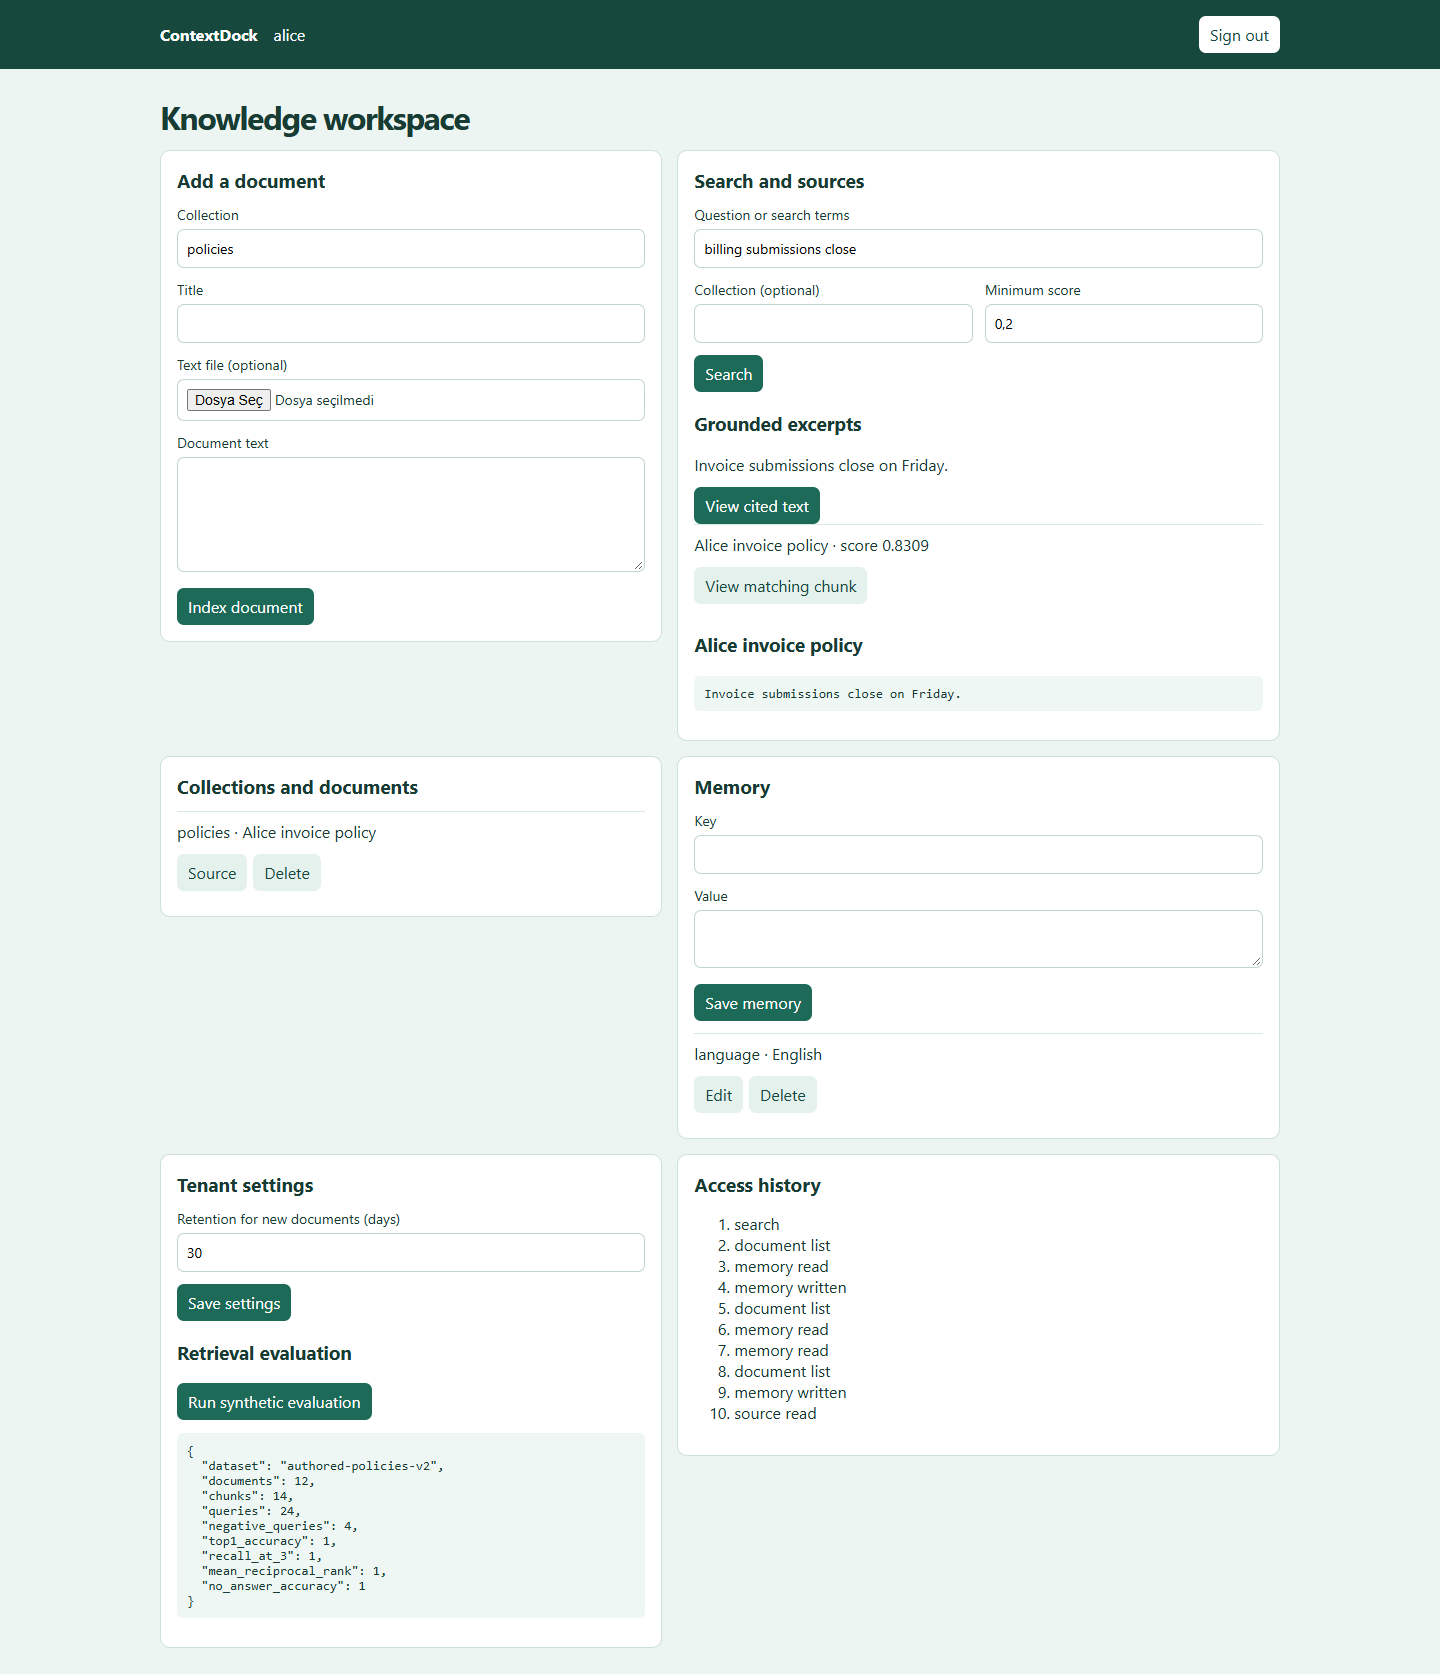 ContextDock alice Sign out
Knowledge workspace
Add a document
Collection
policies
Title
Text file (optional)
Dosya Seç Dosya seçilmedi
Document text
Index document
Search and sources
Question or search terms
billing submissions close
Collection (optional) Minimum score
0,2
Search
Grounded excerpts
Invoice submissions close on Friday.
View cited text
Alice invoice policy · score 0.8309
View matching chunk
Alice invoice policy
Invoice submissions close on Friday.
Collections and documents
policies · Alice invoice policy
Source Delete
Memory
Key
Value
Save memory
language · English
Edit Delete
Tenant settings
Retention for new documents (days)
30
Save settings
Retrieval evaluation
Run synthetic evaluation
{
"dataset": "authored-policies-v2",
"documents": 12,
"chunks": 14,
"queries": 24,
"negative_queries": 4,
"top1_accuracy": 1,
"recall_at_3": 1,
"mean_reciprocal_rank": 1,
"no_answer_accuracy": 1
}
Access history
1. search
2. document list
3. memory read
4. memory written
5. document list
6. memory read
7. memory read
8. document list
9. memory written
10. source read